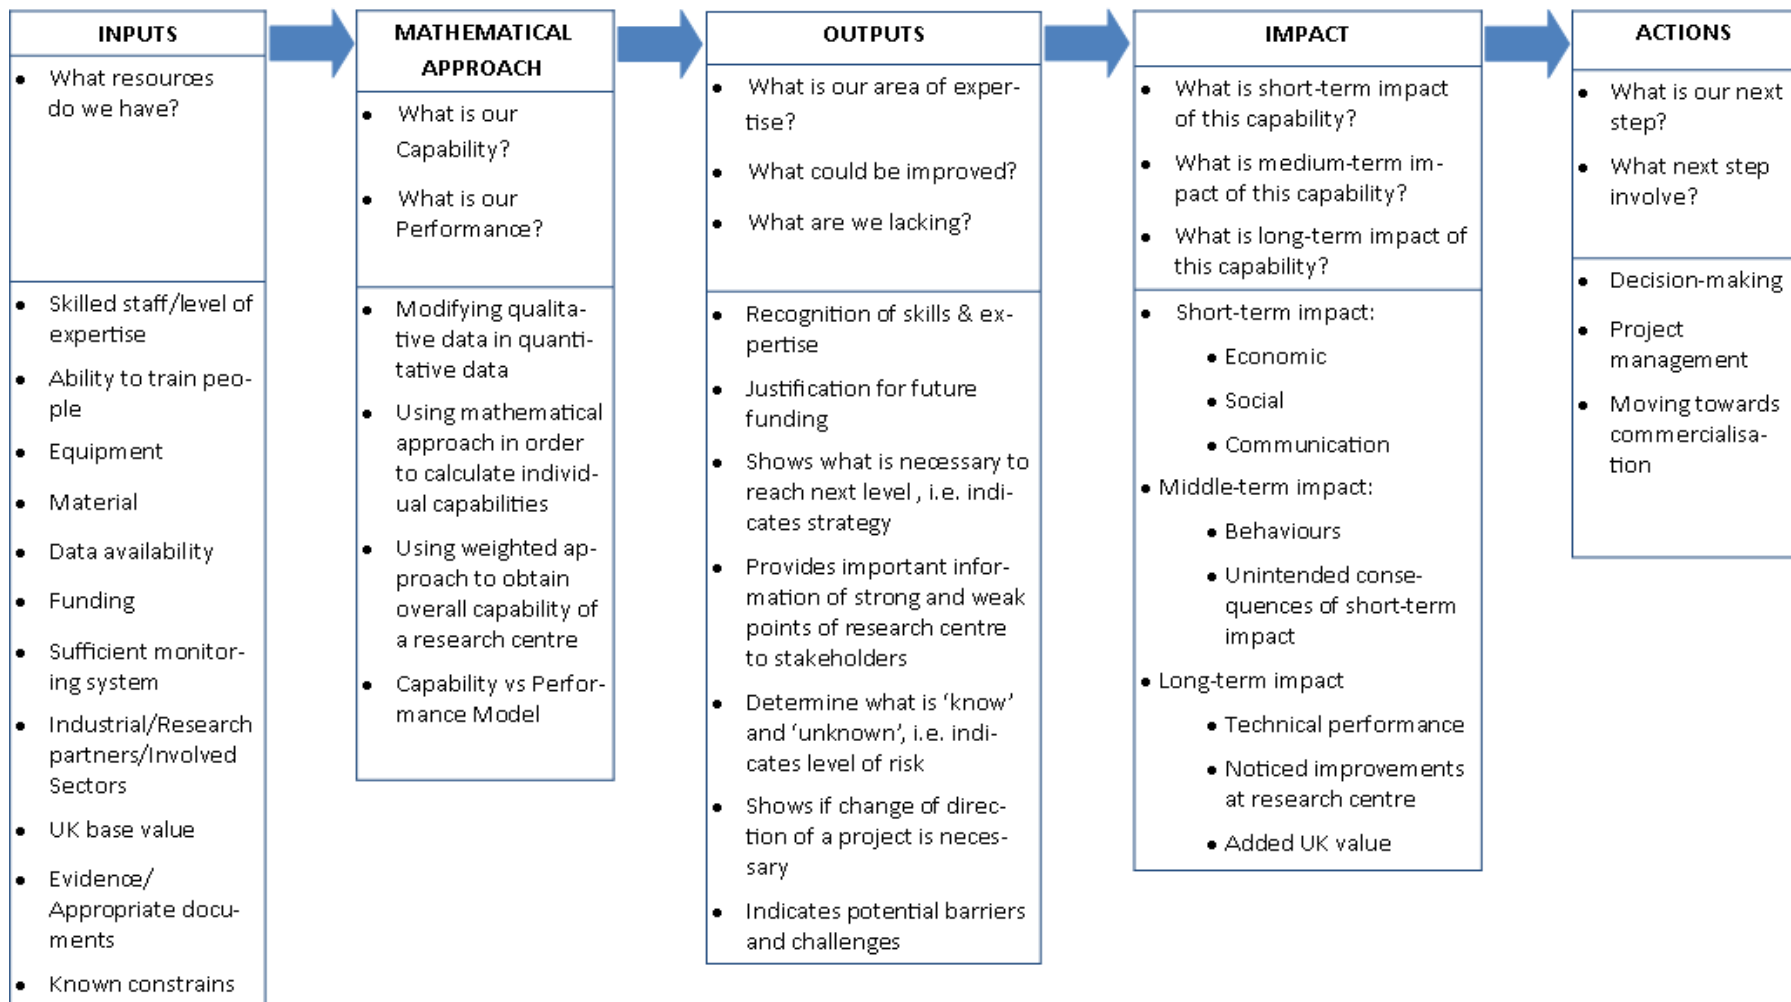 INPUTS
• What resources
do we have?
• Skilled staff/level of
expertise
• Ability to train peo-
ple
• Equipment
• Material
• Data availability
• Funding
• Sufficient monitor-
ing system
• Industrial/Research
partners/Involved
Sectors
• UK base value
• Evidence/
Appropriate docu-
ments
• Known constrains
MATHEMATICAL
APPROACH
• What is our
Capability?
• What is our
Performance?
• Modifying qualita-
tive data in quanti-
tative data
• Using mathematical
approach in order
to calculate individ-
ual capabilities
• Using weighted ap-
proach to obtain
overall capability of
a research centre
• Capability vs Perfor-
mance Model
OUTPUTS
• What is our area of exper-
tise?
• What could be improved?
• What are we lacking?
• Recognition of skills & ex-
pertise
• Justification for future
funding
• Shows what is necessary to
reach next level , i.e. indi-
cates strategy
• Provides important infor-
mation of strong and weak
points of research centre
to stakeholders
• Determine what is ‘know’
and ‘unknown’, i.e. indi-
cates level of risk
• Shows if change of direc-
tion of a project is neces-
sary
• Indicates potential barriers
and challenges
IMPACT
• What is short-term impact
of this capability?
• What is medium-term im-
pact of this capability?
• What is long-term impact of
this capability?
• Short-term impact:
• Economic
• Social
• Communication
• Middle-term impact:
• Behaviours
• Unintended conse-
quences of short-term
impact
• Long-term impact
• Technical performance
• Noticed improvements
at research centre
• Added UK value
ACTIONS
• What is our next
step?
• What next step
involve?
• Decision-making
• Project
management
• Moving towards
commercialisa-
tion